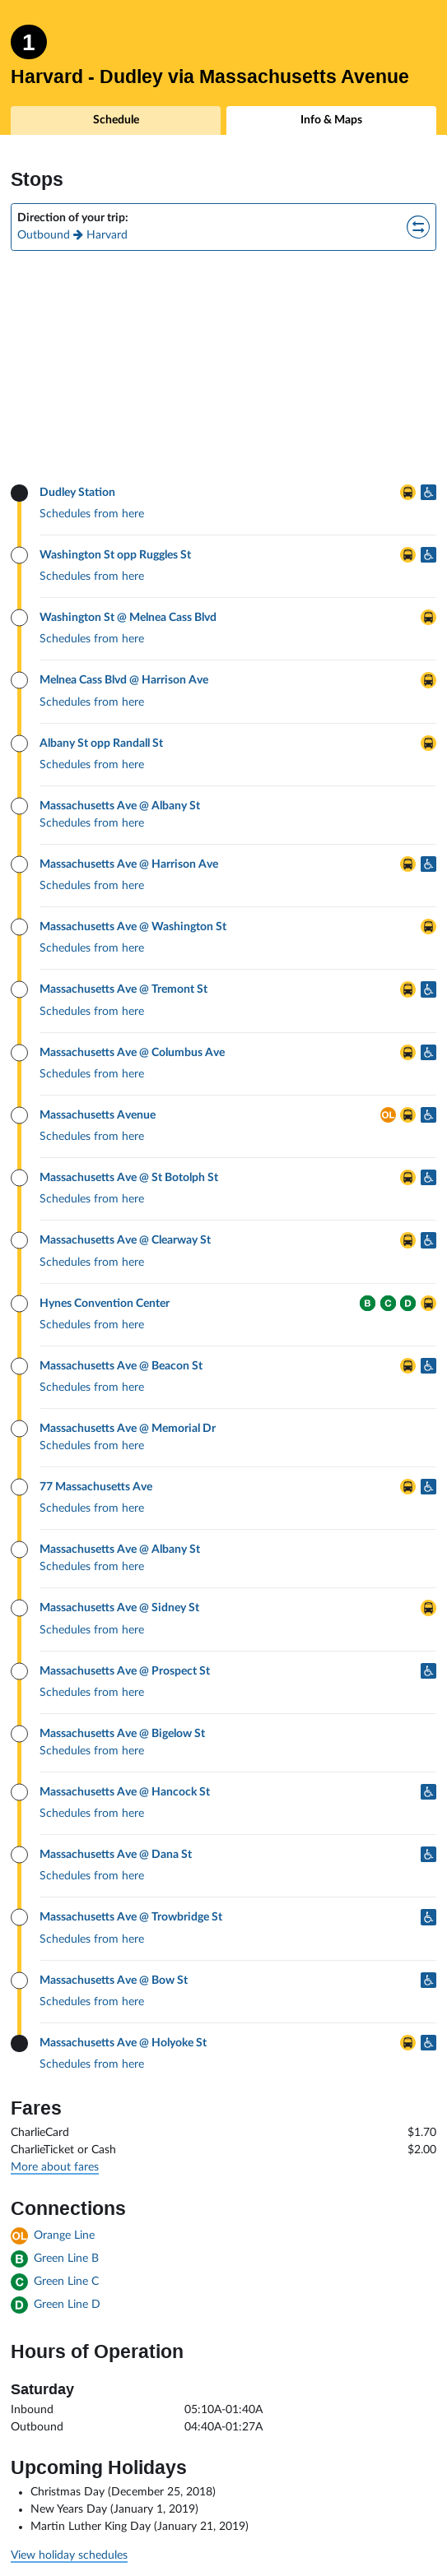 1
Harvard - Dudley via Massachusetts Avenue
Schedule
Info & Maps
Stops
Direction of your trip:
Outbound → Harvard
Dudley Station
Schedules from here
Washington St opp Ruggles St
Schedules from here
Washington St @ Melnea Cass Blvd
Schedules from here
Melnea Cass Blvd @ Harrison Ave
Schedules from here
Albany St opp Randall St
Schedules from here
Massachusetts Ave @ Albany St
Schedules from here
Massachusetts Ave @ Harrison Ave
Schedules from here
Massachusetts Ave @ Washington St
Schedules from here
Massachusetts Ave @ Tremont St
Schedules from here
Massachusetts Ave @ Columbus Ave
Schedules from here
Massachusetts Avenue OL
Schedules from here
Massachusetts Ave @ St Botolph St
Schedules from here
Massachusetts Ave @ Clearway St
Schedules from here
Hynes Convention Center B C D
Schedules from here
Massachusetts Ave @ Beacon St
Schedules from here
Massachusetts Ave @ Memorial Dr
Schedules from here
77 Massachusetts Ave
Schedules from here
Massachusetts Ave @ Albany St
Schedules from here
Massachusetts Ave @ Sidney St
Schedules from here
Massachusetts Ave @ Prospect St
Schedules from here
Massachusetts Ave @ Bigelow St
Schedules from here
Massachusetts Ave @ Hancock St
Schedules from here
Massachusetts Ave @ Dana St
Schedules from here
Massachusetts Ave @ Trowbridge St
Schedules from here
Massachusetts Ave @ Bow St
Schedules from here
Massachusetts Ave @ Holyoke St
Schedules from here
Fares
CharlieCard $1.70
CharlieTicket or Cash $2.00
More about fares
Connections
OL Orange Line
B Green Line B
C Green Line C
D Green Line D
Hours of Operation
Saturday
Inbound 05:10A-01:40A
Outbound 04:40A-01:27A
Upcoming Holidays
• Christmas Day (December 25, 2018)
• New Years Day (January 1, 2019)
• Martin Luther King Day (January 21, 2019)
View holiday schedules